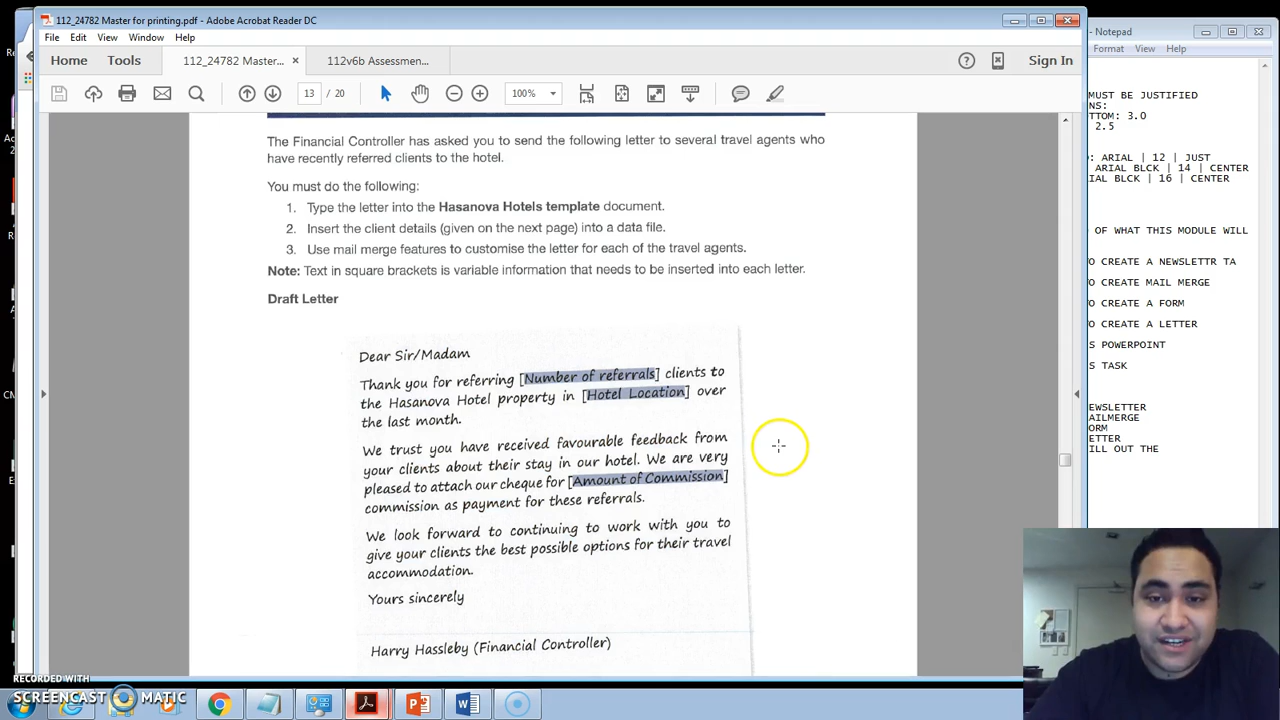 112_24782 Master for printing.pdf - Adobe Acrobat Reader DC
- Notepad
File Edit View Window Help
Format View Help
Home Tools 112_24782 Master... × 112v6b Assessmen... Sign In
13 / 20 100%
The Financial Controller has asked you to send the following letter to several travel agents who
have recently referred clients to the hotel.
You must do the following:
1. Type the letter into the Hasanova Hotels template document.
2. Insert the client details (given on the next page) into a data file.
3. Use mail merge features to customise the letter for each of the travel agents.
Note: Text in square brackets is variable information that needs to be inserted into each letter.
Draft Letter
Dear Sir/Madam
Thank you for referring [Number of referrals] clients to
the Hasanova Hotel property in [Hotel Location] over
the last month.
We trust you have received favourable feedback from
your clients about their stay in our hotel. We are very
pleased to attach our cheque for [Amount of Commission]
commission as payment for these referrals.
We look forward to continuing to work with you to
give your clients the best possible options for their travel
accommodation.
Yours sincerely
Harry Hassleby (Financial Controller)
MUST BE JUSTIFIED
NS:
TTOM: 3.0
2.5
: ARIAL | 12 | JUST
ARIAL BLCK | 14 | CENTER
IAL BLCK | 16 | CENTER
O OF WHAT THIS MODULE WILL
O CREATE A NEWSLETTR TA
O CREATE MAIL MERGE
O CREATE A FORM
O CREATE A LETTER
S POWERPOINT
S TASK
EWSLETTER
AILMERGE
ORM
ETTER
ILL OUT THE
RECORDED WITH
SCREENCAST MATIC